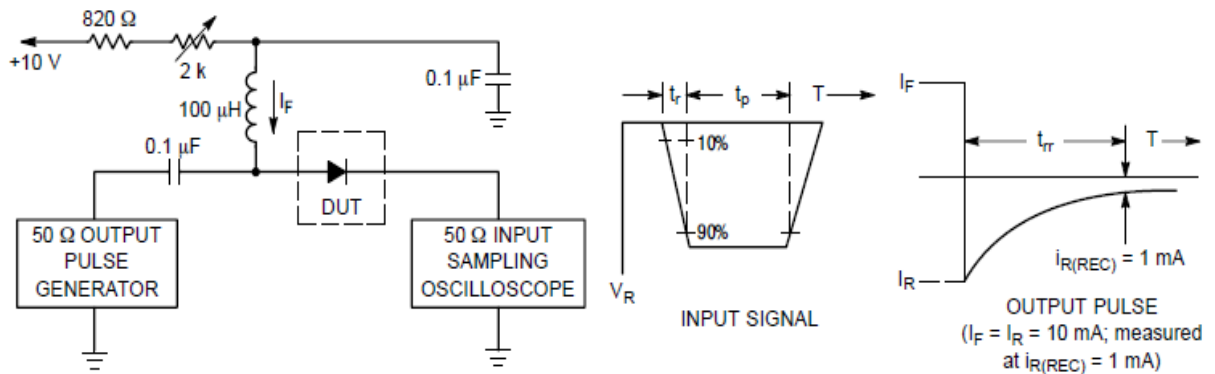 820 Ω
+10 V
2 k
100 μH
I_F
0.1 μF
0.1 μF
DUT
50 Ω OUTPUT
PULSE
GENERATOR
50 Ω INPUT
SAMPLING
OSCILLOSCOPE
t_r
t_p
T
10%
90%
V_R
INPUT SIGNAL
I_F
t_rr
T
I_R
i_R(REC) = 1 mA
OUTPUT PULSE
(I_F = I_R = 10 mA; measured
at i_R(REC) = 1 mA)